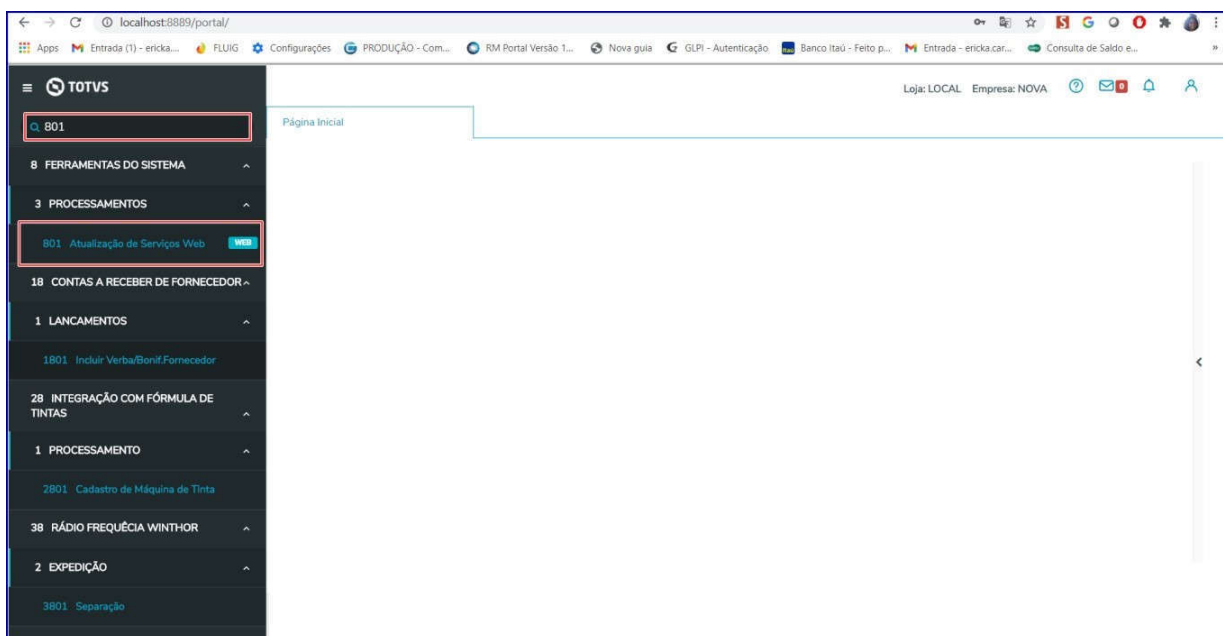 localhost:8889/portal/
Apps Entrada (1) - ericka.... FLUIG Configurações PRODUÇÃO - Com... RM Portal Versão 1... Nova guia GLPI - Autenticação Banco Itaú - Feito p... Entrada - ericka.car... Consulta de Saldo e... »
TOTVS
Loja: LOCAL Empresa: NOVA 0
801
Página Inicial
8 FERRAMENTAS DO SISTEMA
3 PROCESSAMENTOS
801 Atualização de Serviços Web WEB
18 CONTAS A RECEBER DE FORNECEDOR
1 LANCAMENTOS
1801 Incluir Verba/Bonif.Fornecedor
28 INTEGRAÇÃO COM FÓRMULA DE
TINTAS
1 PROCESSAMENTO
2801 Cadastro de Máquina de Tinta
38 RÁDIO FREQUÊCIA WINTHOR
2 EXPEDIÇÃO
3801 Separação